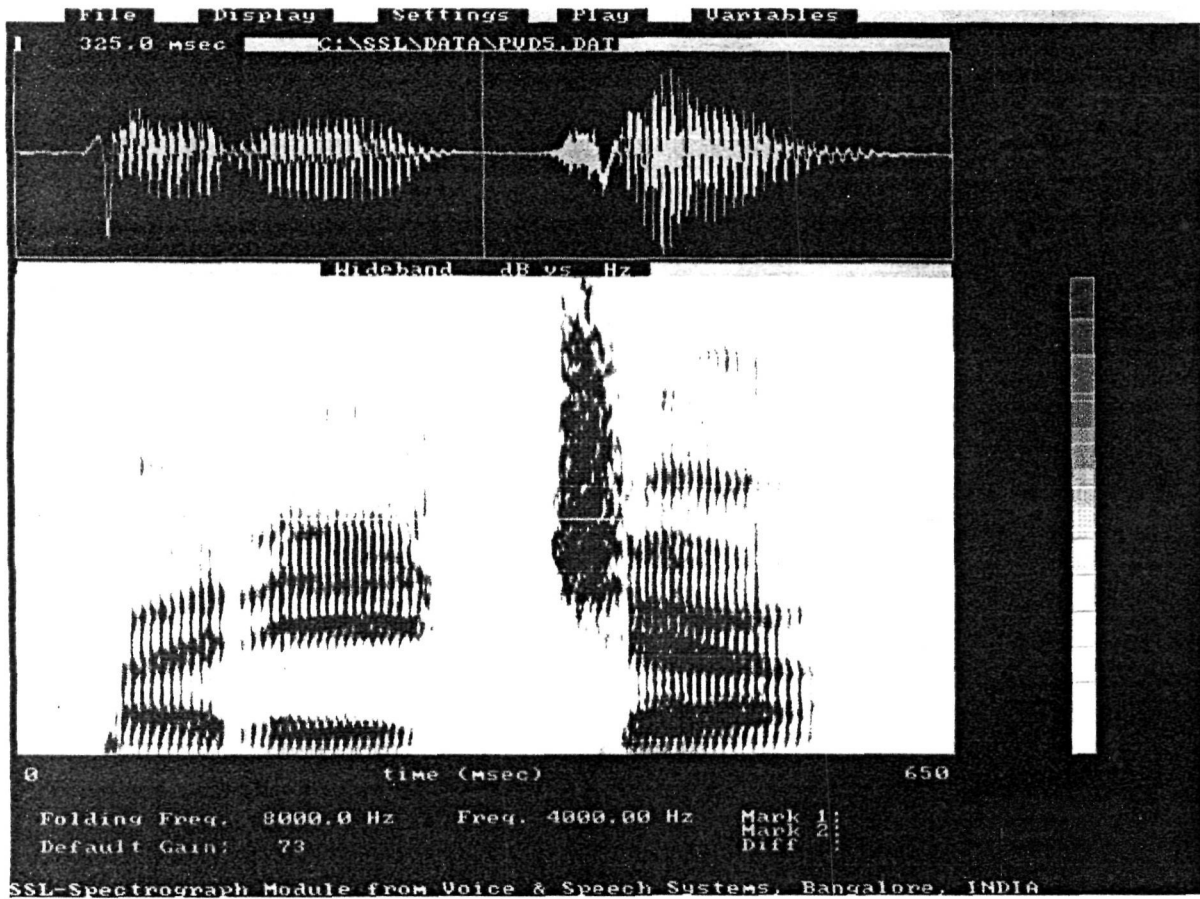 File Display Settings Play Variables
325.0 msec C:\SSL\DATA\PVD5.DAT
Wideband dB vs Hz
0 time (msec) 650
Folding Freq. 8000.0 Hz Freq. 4000.00 Hz Mark 1:
Mark 2:
Default Gain: 73 Diff :
SSL-Spectrograph Module from Voice & Speech Systems, Bangalore, INDIA